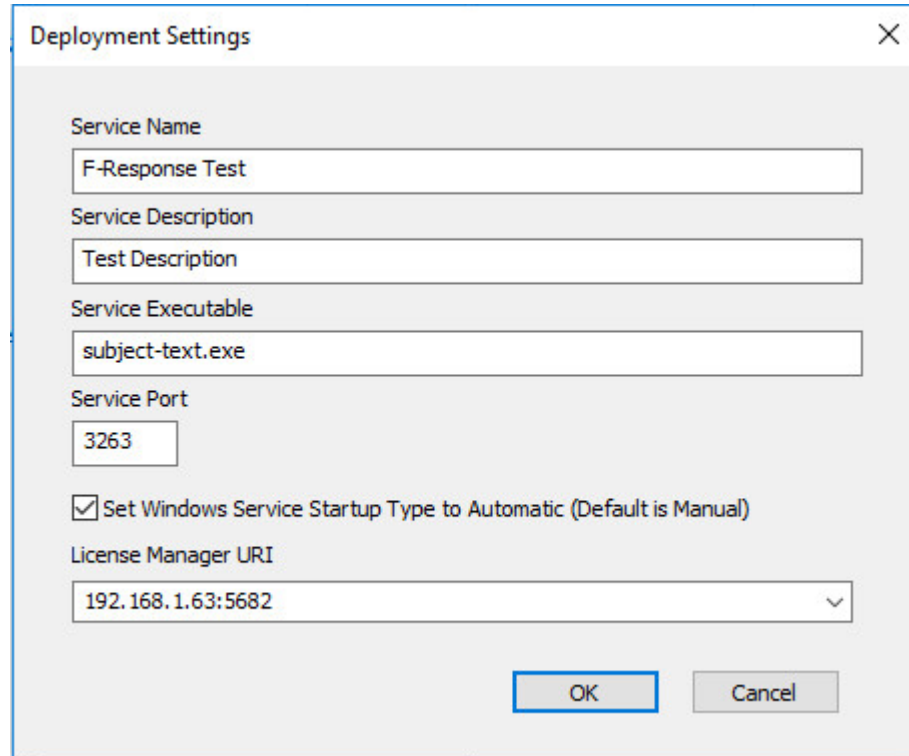 Deployment Settings
Service Name
F-Response Test
Service Description
Test Description
Service Executable
subject-text.exe
Service Port
3263
Set Windows Service Startup Type to Automatic (Default is Manual)
License Manager URI
192.168.1.63:5682
OK Cancel